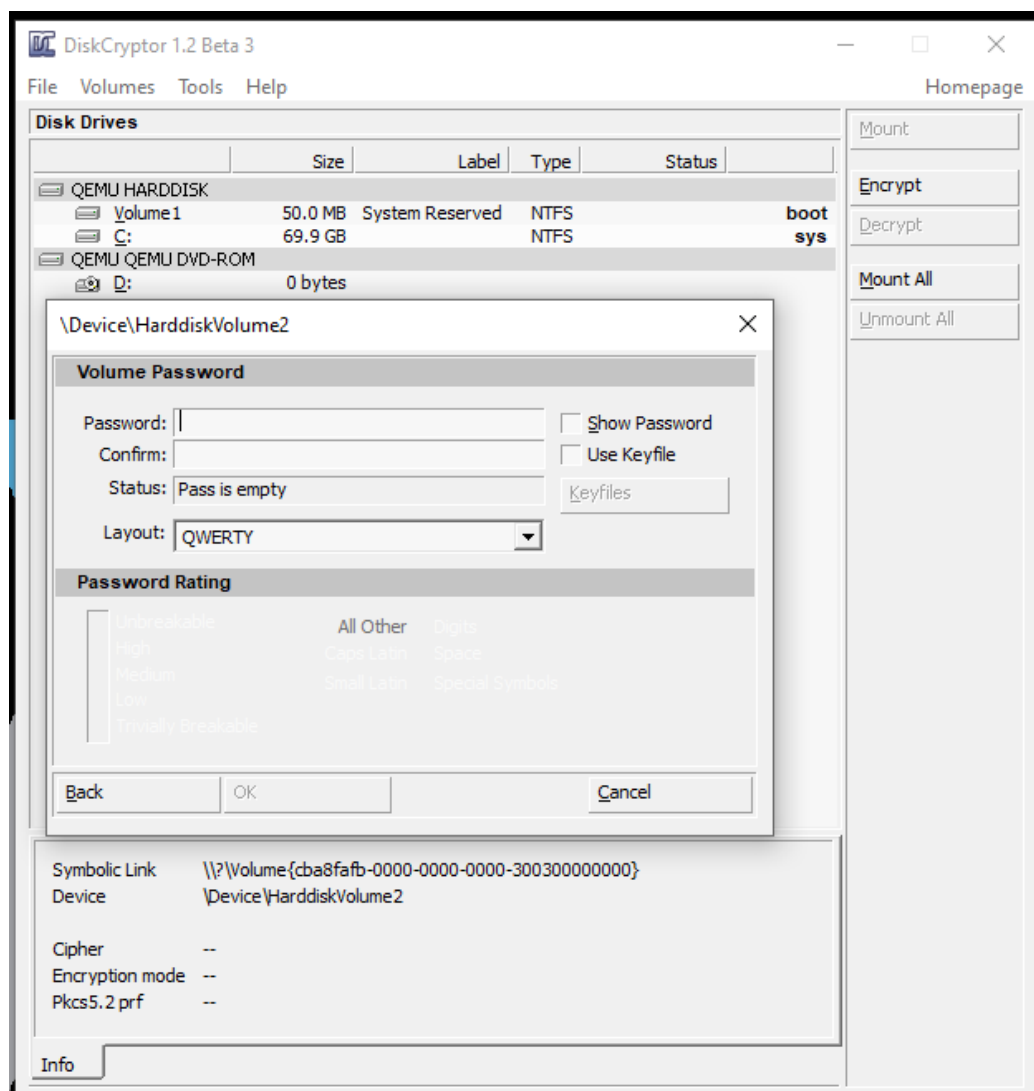 DiskCryptor 1.2 Beta 3
File Volumes Tools Help Homepage
Disk Drives
Size Label Type Status
QEMU HARDDISK
Volume1 50.0 MB System Reserved NTFS boot
C: 69.9 GB NTFS sys
QEMU QEMU DVD-ROM
D: 0 bytes
Mount
Encrypt
Decrypt
Mount All
Unmount All
\Device\HarddiskVolume2
Volume Password
Password:
Show Password
Confirm:
Use Keyfile
Status: Pass is empty
Keyfiles
Layout: QWERTY
Password Rating
Unbreakable
High
Medium
Low
Trivially Breakable
All Other Digits
Caps Latin Space
Small Latin Special Symbols
Back OK Cancel
Symbolic Link \\?\Volume{cba8fafb-0000-0000-0000-300300000000}
Device \Device\HarddiskVolume2
Cipher --
Encryption mode --
Pkcs5.2 prf --
Info